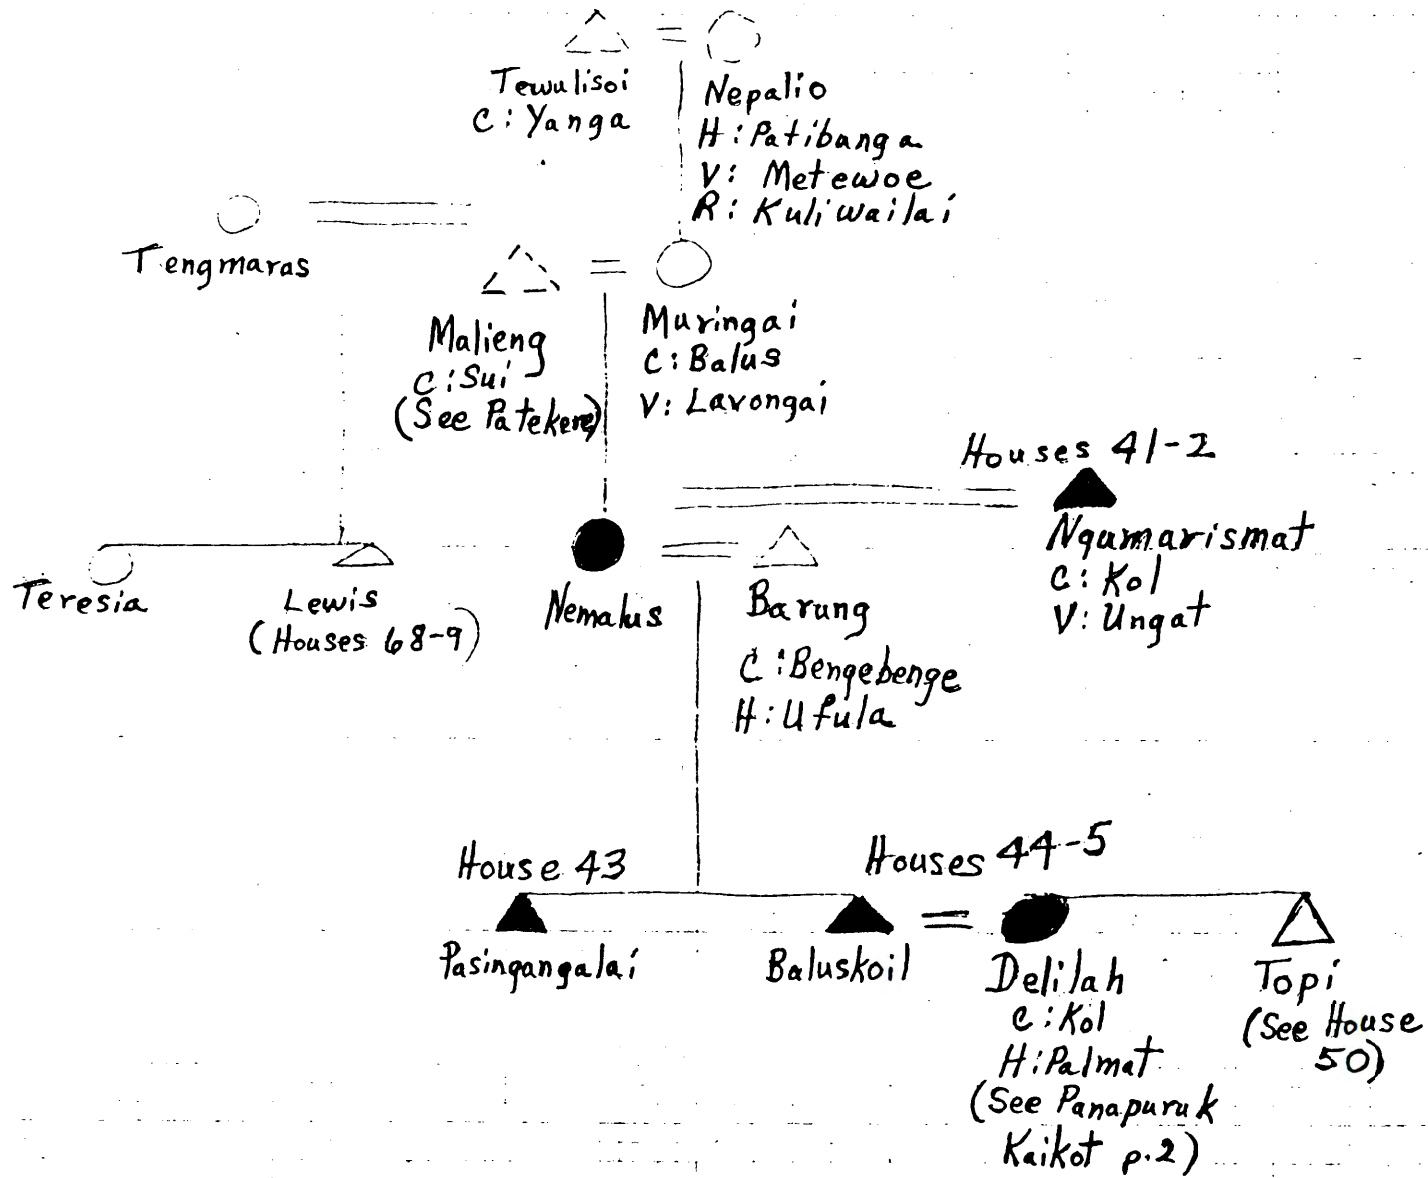 Tewulisoi
C: Yanga
Nepalio
H: Patibanga
V: Metewoe
R: Kuliwailai
Tengmaras
Malieng
C: Sui
(See Patekere)
Muringai
C: Balus
V: Lavongai
Houses 41-2
Ngumarismat
C: Kol
V: Ungat
Teresia
Lewis
(Houses 68-9)
Nemalus
Barung
C: Bengebenge
H: Ufula
House 43
Pasingangalai
Houses 44-5
Baluskoil
Delilah
C: Kol
H: Palmat
(See Panapuruk
Kaikot p.2)
Topi
(See House
50)